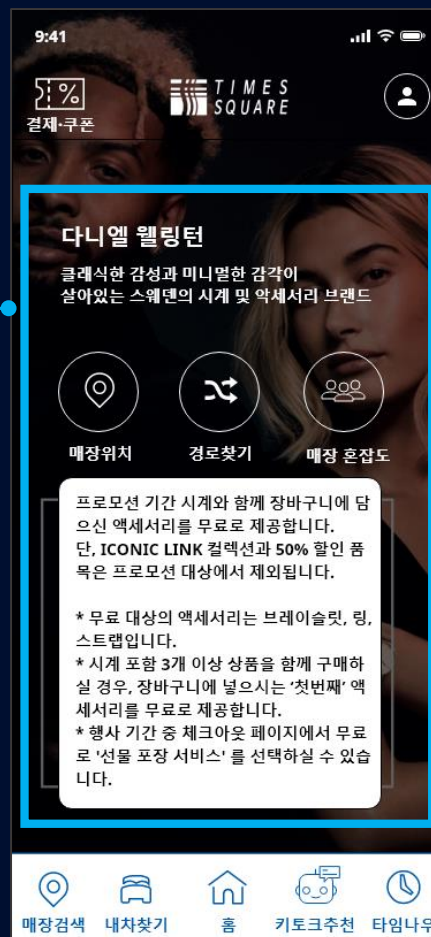 9:41
결제·쿠폰
TIMES
SQUARE
다니엘 웰링턴
클래식한 감성과 미니멀한 감각이
살아있는 스웨덴의 시계 및 악세서리 브랜드
매장위치 경로찾기 매장 혼잡도
프로모션 기간 시계와 함께 장바구니에 담
으신 액세서리를 무료로 제공합니다.
단, ICONIC LINK 컬렉션과 50% 할인 품
목은 프로모션 대상에서 제외됩니다.
* 무료 대상의 액세서리는 브레이슬릿, 링,
스트랩입니다.
* 시계 포함 3개 이상 상품을 함께 구매하
실 경우, 장바구니에 넣으시는 ‘첫번째’ 액
세서리를 무료로 제공합니다.
* 행사 기간 중 체크아웃 페이지에서 무료
로 '선물 포장 서비스' 를 선택하실 수 있습
니다.
매장검색 내차찾기 홈 키토크추천 타임나우